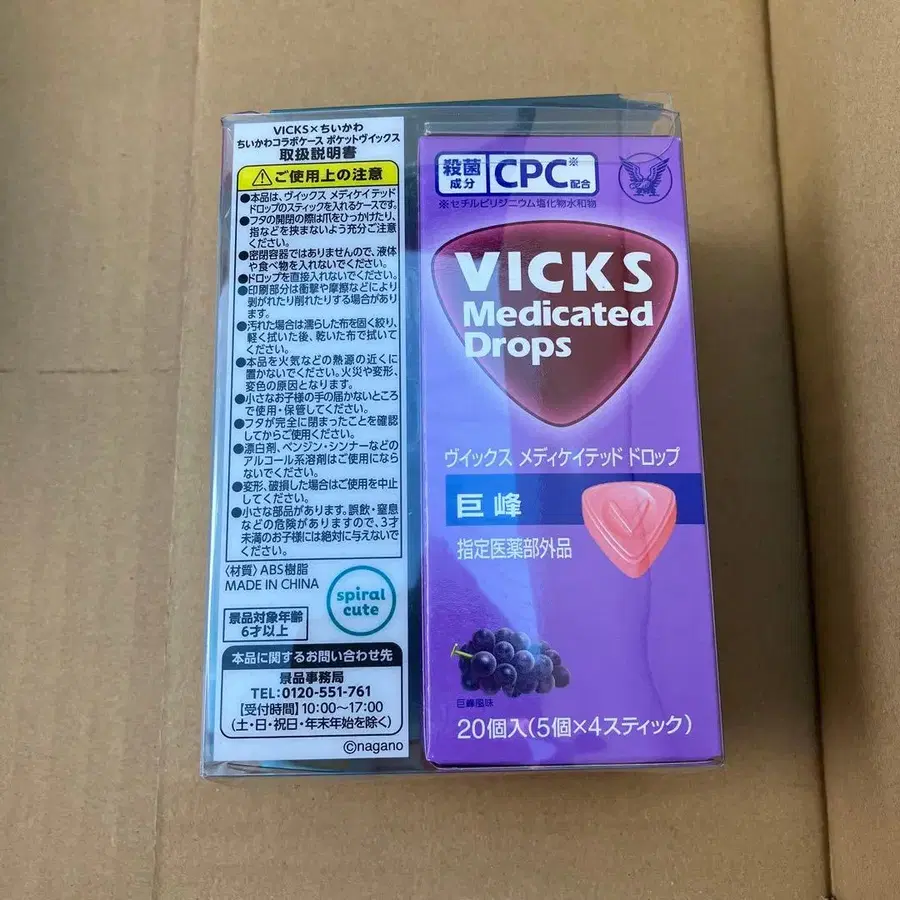 VICKS×ちいかわ
ちいかわコラボケース ポケットヴイックス
取扱説明書
ご使用上の注意
●本品は、ヴイックス メディケイテッド
ドロップのスティックを入れるケースです。
●フタの開閉の際は爪をひっかけたり、
指などを挟まないよう充分ご注意
ください。
●密閉容器ではありませんので、液体
や食べ物を入れないでください。
●ドロップを直接入れないでください。
●印刷部分は衝撃や摩擦などにより
剥がれたり削れたりする場合があり
ます。
●汚れた場合は濡らした布を固く絞り、
軽く拭いた後、乾いた布で拭いて
ください。
●本品を火気などの熱源の近くに
置かないでください。火災や変形、
変色の原因となります。
●小さなお子様の手の届かないところ
で使用・保管してください。
●フタが完全に閉まったことを確認
してからご使用ください。
●漂白剤、ベンジン・シンナーなどの
アルコール系溶剤はご使用になら
ないでください。
●変形、破損した場合はご使用を中止
してください。
●小さな部品があります。誤飲・窒息
などの危険がありますので、3才
未満のお子様には絶対に与えないで
ください。
〈材質〉ABS樹脂
MADE IN CHINA
spiral
cute
景品対象年齢
6才以上
本品に関するお問い合わせ先
景品事務局
TEL:0120-551-761
【受付時間】10:00〜17:00
(土・日・祝日・年末年始を除く)
©nagano
殺菌
成分
CPC※
配合
※セチルピリジニウム塩化物水和物
VICKS
Medicated
Drops
ヴイックス メディケイテッド ドロップ
巨峰
指定医薬部外品
巨峰風味
20個入(5個×4スティック)